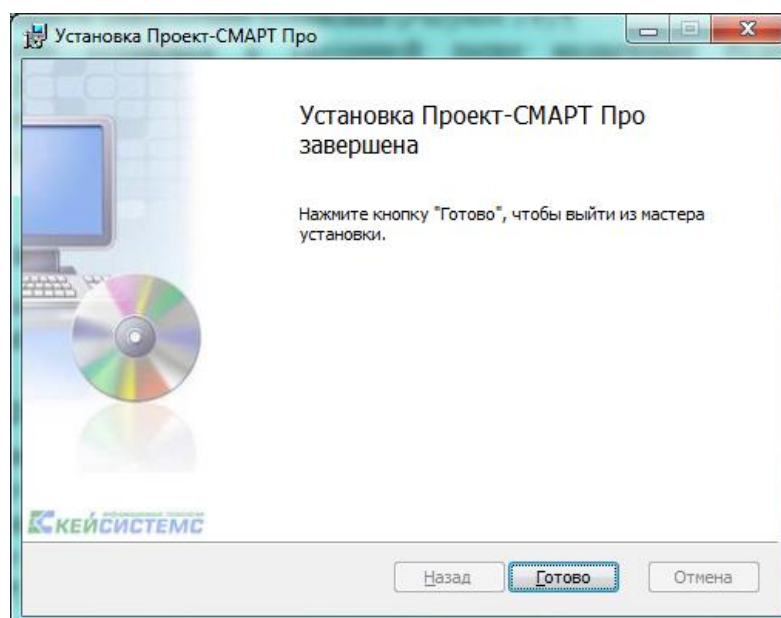 Установка Проект-СМАРТ Про
Установка Проект-СМАРТ Про
завершена
Нажмите кнопку "Готово", чтобы выйти из мастера
установки.
КЕЙСИСТЕМС
Назад Готово Отмена